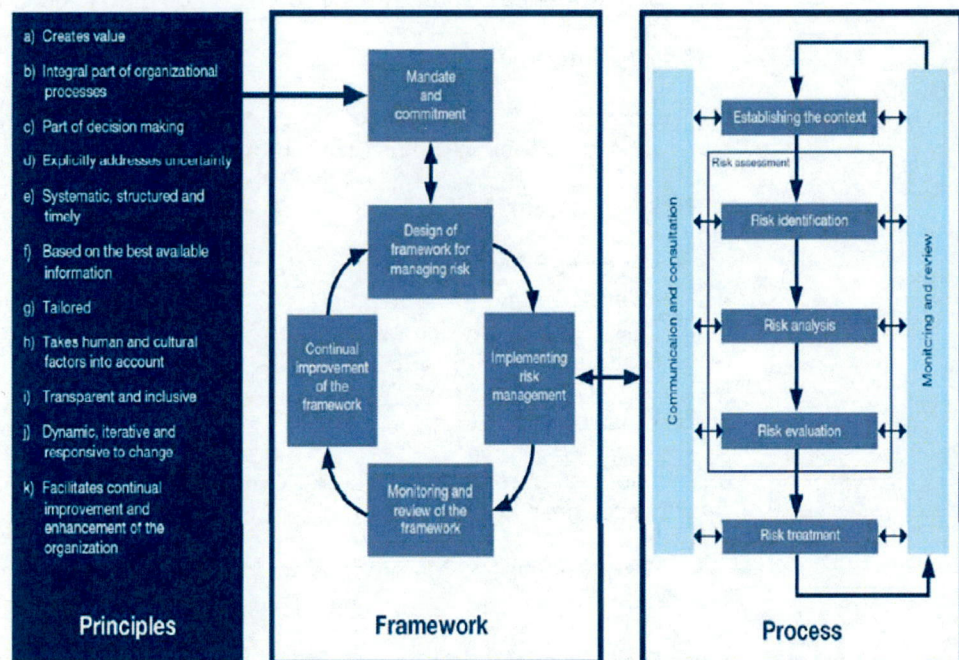 a) Creates value
b) Integral part of organizational
processes
c) Part of decision making
d) Explicitly addresses uncertainty
e) Systematic, structured and
timely
f) Based on the best available
information
g) Tailored
h) Takes human and cultural
factors into account
i) Transparent and inclusive
j) Dynamic, iterative and
responsive to change
k) Facilitates continual
improvement and
enhancement of the
organization
Principles
Mandate
and
commitment
Design of
framework for
managing risk
Continual
improvement
of the
framework
Implementing
risk
management
Monitoring and
review of the
framework
Framework
Communication and consultation
Establishing the context
Risk assessment
Risk identification
Risk analysis
Risk evaluation
Risk treatment
Monitoring and review
Process